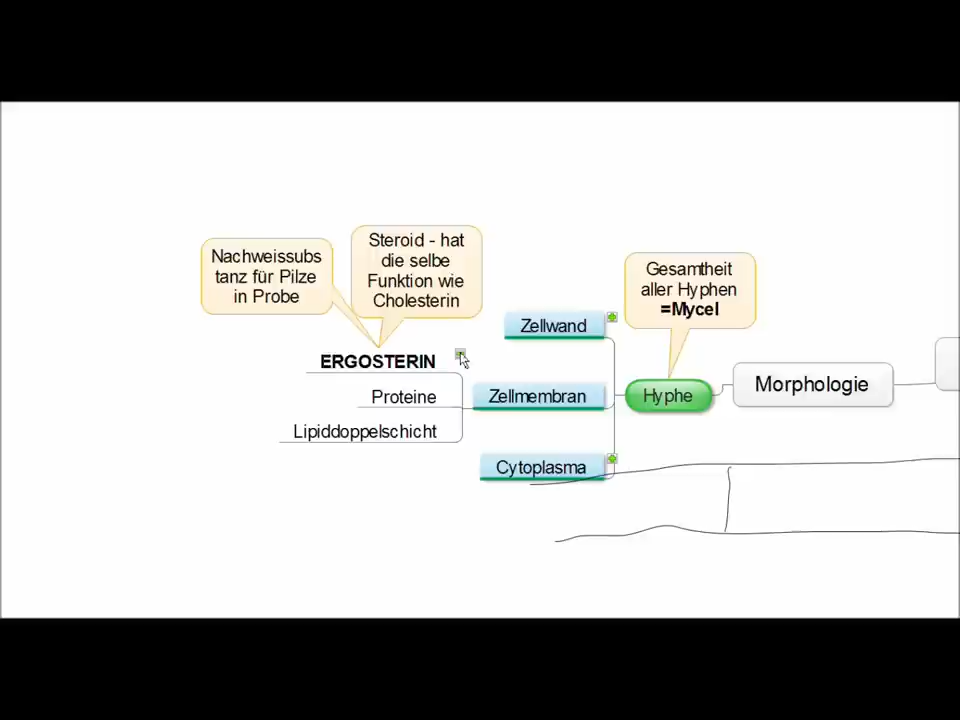 Nachweissubs
tanz für Pilze
in Probe
Steroid - hat
die selbe
Funktion wie
Cholesterin
Gesamtheit
aller Hyphen
=Mycel
Zellwand
ERGOSTERIN
Proteine
Zellmembran
Hyphe
Morphologie
Lipiddoppelschicht
Cytoplasma